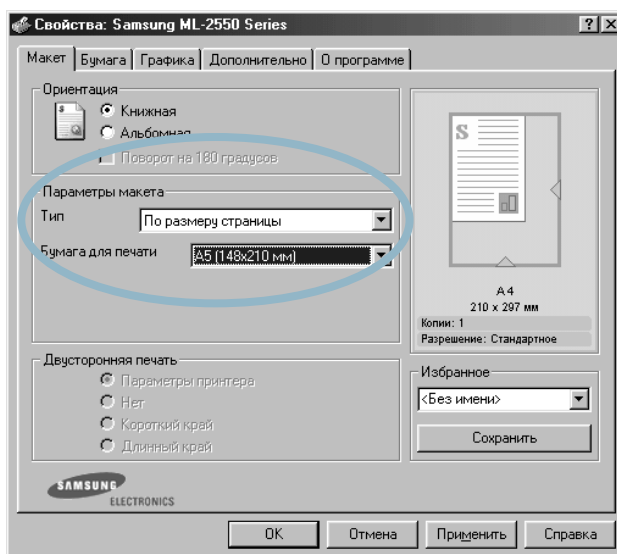 Свойства: Samsung ML-2550 Series
Макет
Бумага
Графика
Дополнительно
О программе
Ориентация
Книжная
Альбомная
Поворот на 180 градусов
Параметры макета
Тип
По размеру страницы
Бумага для печати
A5 (148x210 мм)
Двусторонняя печать
Параметры принтера
Нет
Короткий край
Длинный край
S
A4
210 x 297 мм
Копии: 1
Разрешение: Стандартное
Избранное
<Без имени>
Сохранить
SAMSUNG
ELECTRONICS
OK
Отмена
Применить
Справка